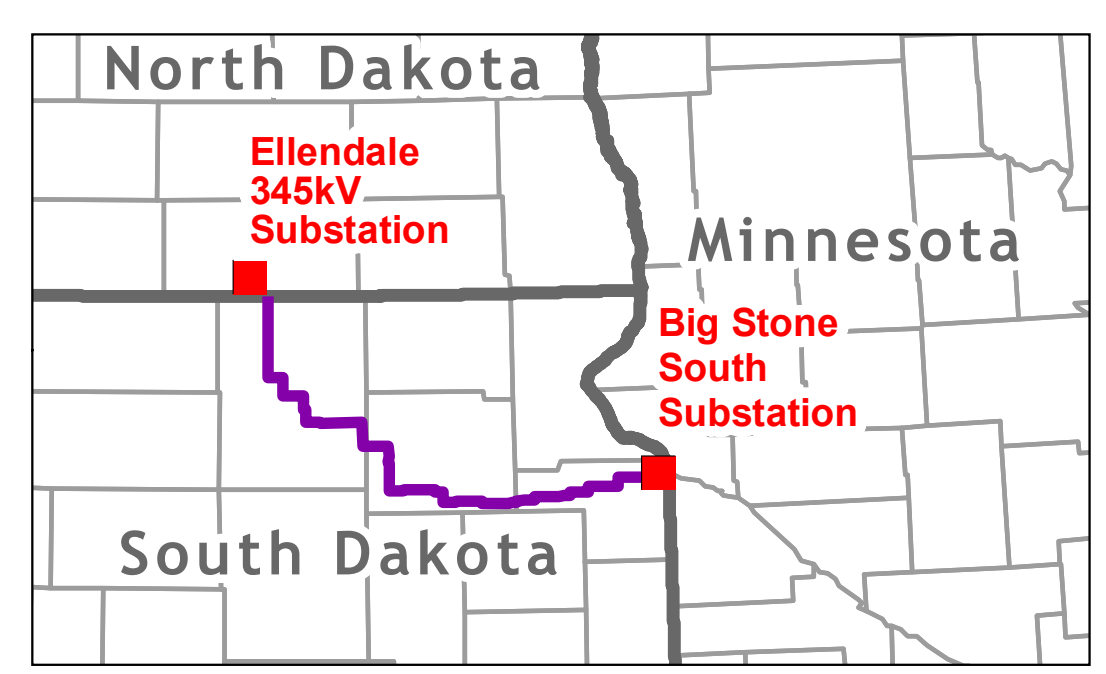 North Dakota
Ellendale
345kV
Substation
Minnesota
Big Stone
South
Substation
South Dakota